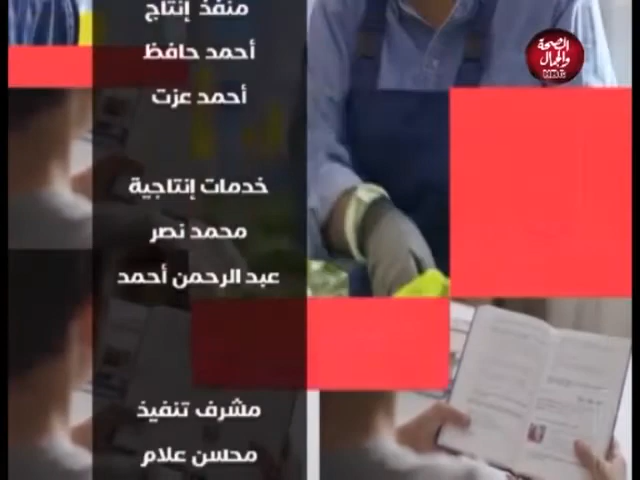 منفذ إنتاج
أحمد حافظ
أحمد عزت
خدمات إنتاجية
محمد نصر
عبد الرحمن أحمد
مشرف تنفيذ
محسن علام
الصحة
والجمال
HRC